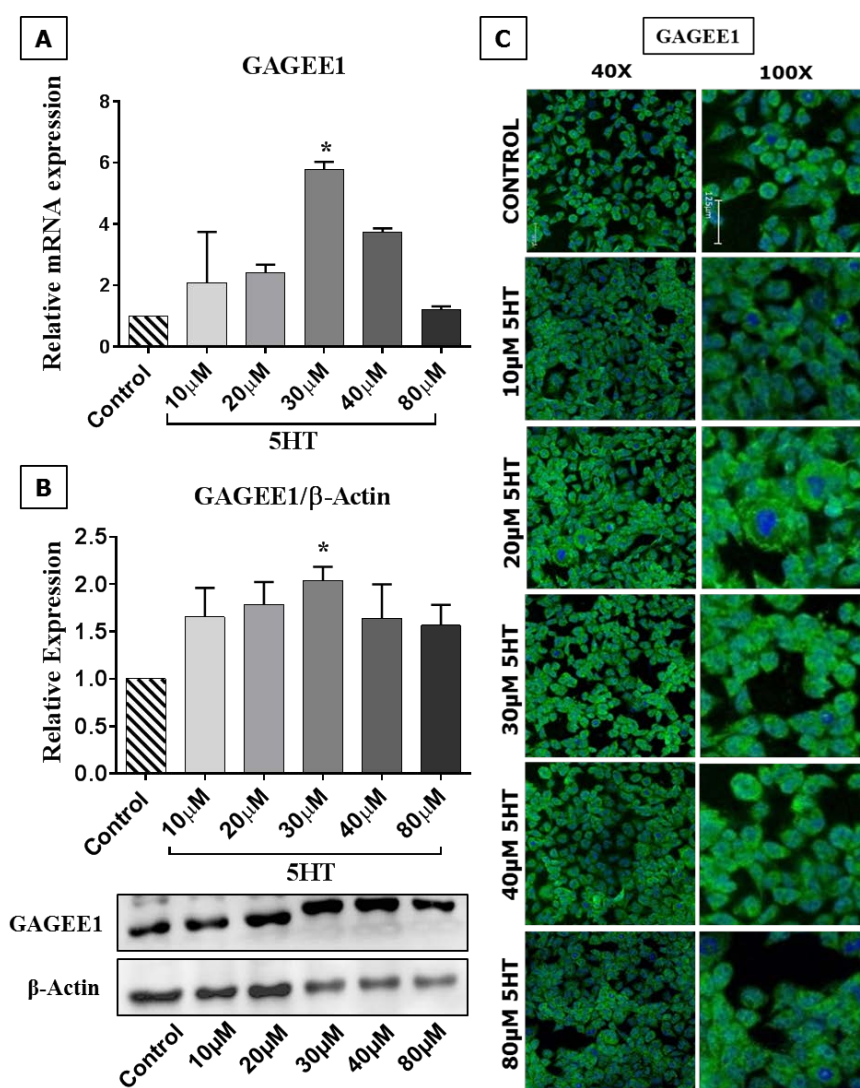 A
GAGEE1
Relative mRNA expression
8
6
4
2
0
*
Control
10µM
20µM
30µM
40µM
80µM
5HT
B
GAGEE1/β-Actin
Relative Expression
2.5
2.0
1.5
1.0
0.5
0.0
*
Control
10µM
20µM
30µM
40µM
80µM
5HT
GAGEE1
β-Actin
Control
10µM
20µM
30µM
40µM
80µM
C
GAGEE1
40X
100X
CONTROL
125µm
10µM 5HT
20µM 5HT
30µM 5HT
40µM 5HT
80µM 5HT